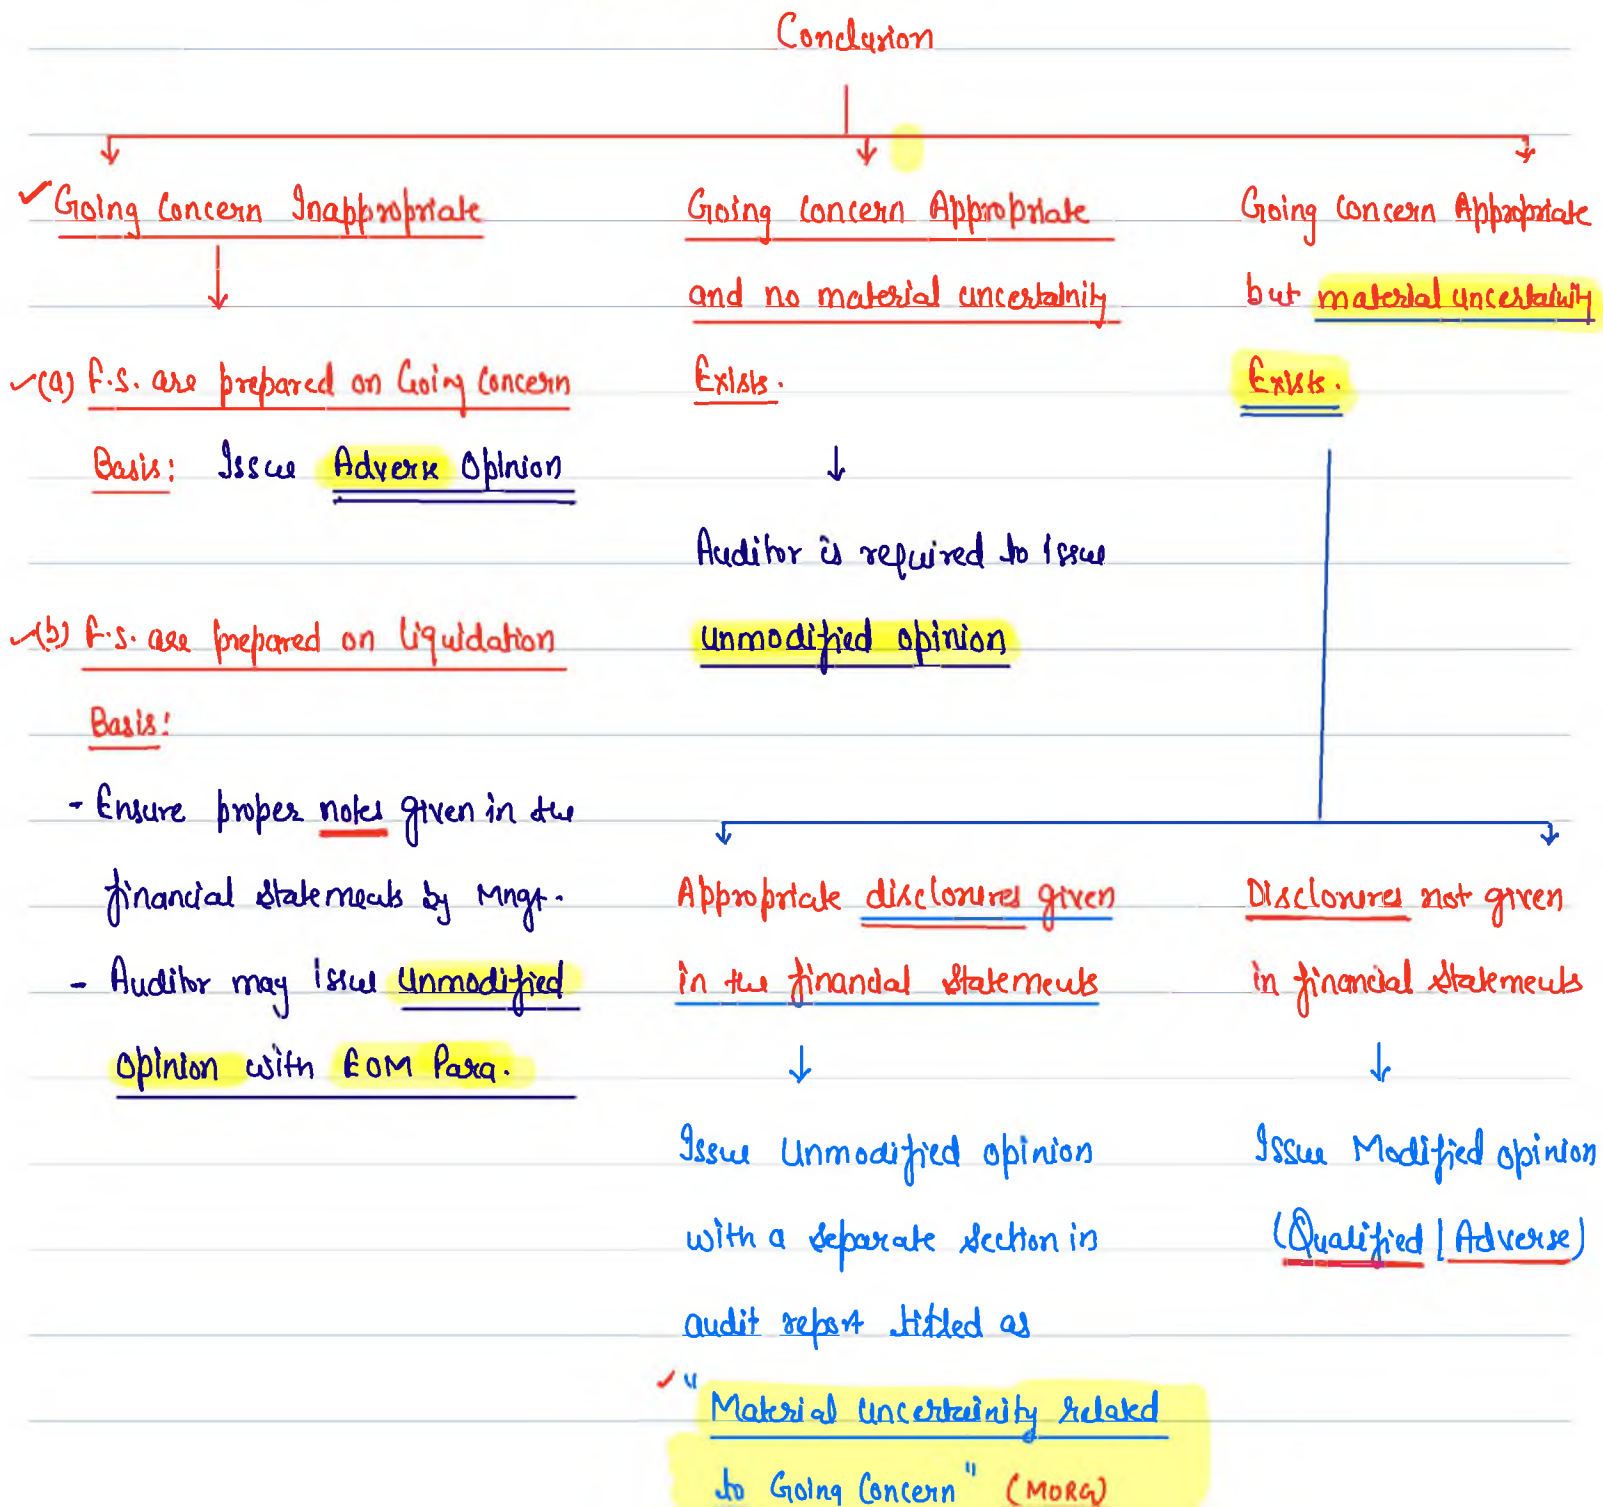 Conclusion
Going Concern Inappropriate
(a) F.S. are prepared on Going Concern
Basis: Issue Adverse Opinion
(b) F.S. are prepared on liquidation
Basis:
- Ensure proper notes given in the
financial statements by Mngt.
- Auditor may issue Unmodified
opinion with EOM Para.
Going Concern Appropriate
and no material uncertainity
Exists.
Auditor is required to issue
unmodified opinion
Going Concern Appropriate
but material uncertainity
Exists.
Appropriate disclosures given
in the financial statements
Issue Unmodified opinion
with a separate section in
audit report titled as
"Material uncertainity related
to Going Concern" (MORG)
Disclosures not given
in financial statements
Issue Modified opinion
(Qualified | Adverse)